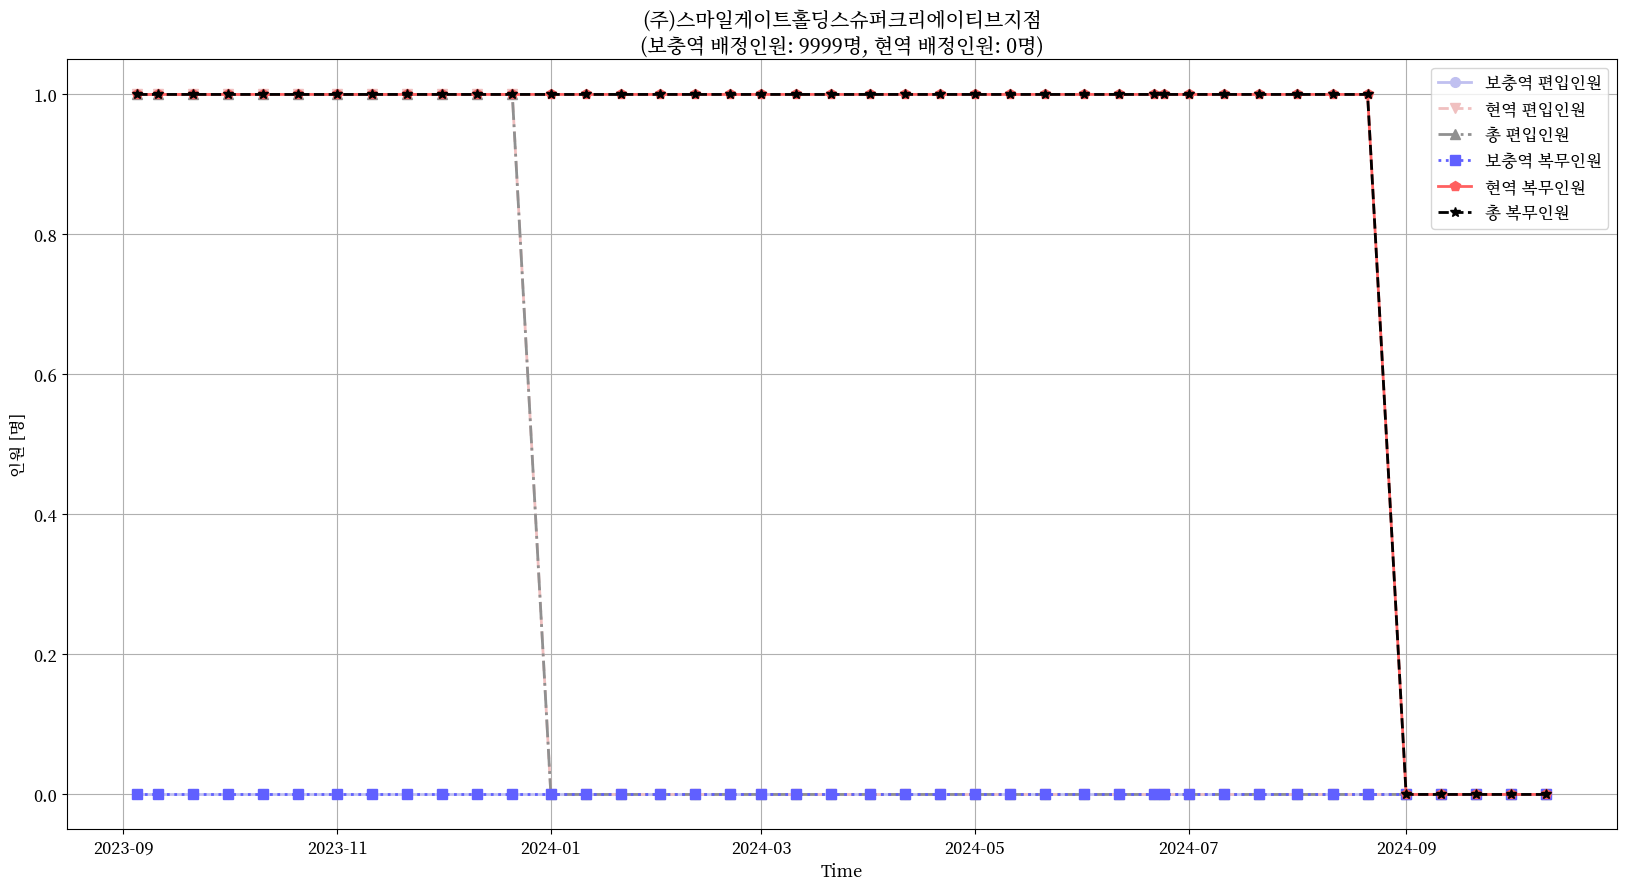 (주)스마일게이트홀딩스슈퍼크리에이티브지점
(보충역 배정인원: 9999명, 현역 배정인원: 0명)
보충역 편입인원
현역 편입인원
총 편입인원
보충역 복무인원
현역 복무인원
총 복무인원
인원 [명]
1.0
0.8
0.6
0.4
0.2
0.0
2023-09
2023-11
2024-01
2024-03
2024-05
2024-07
2024-09
Time